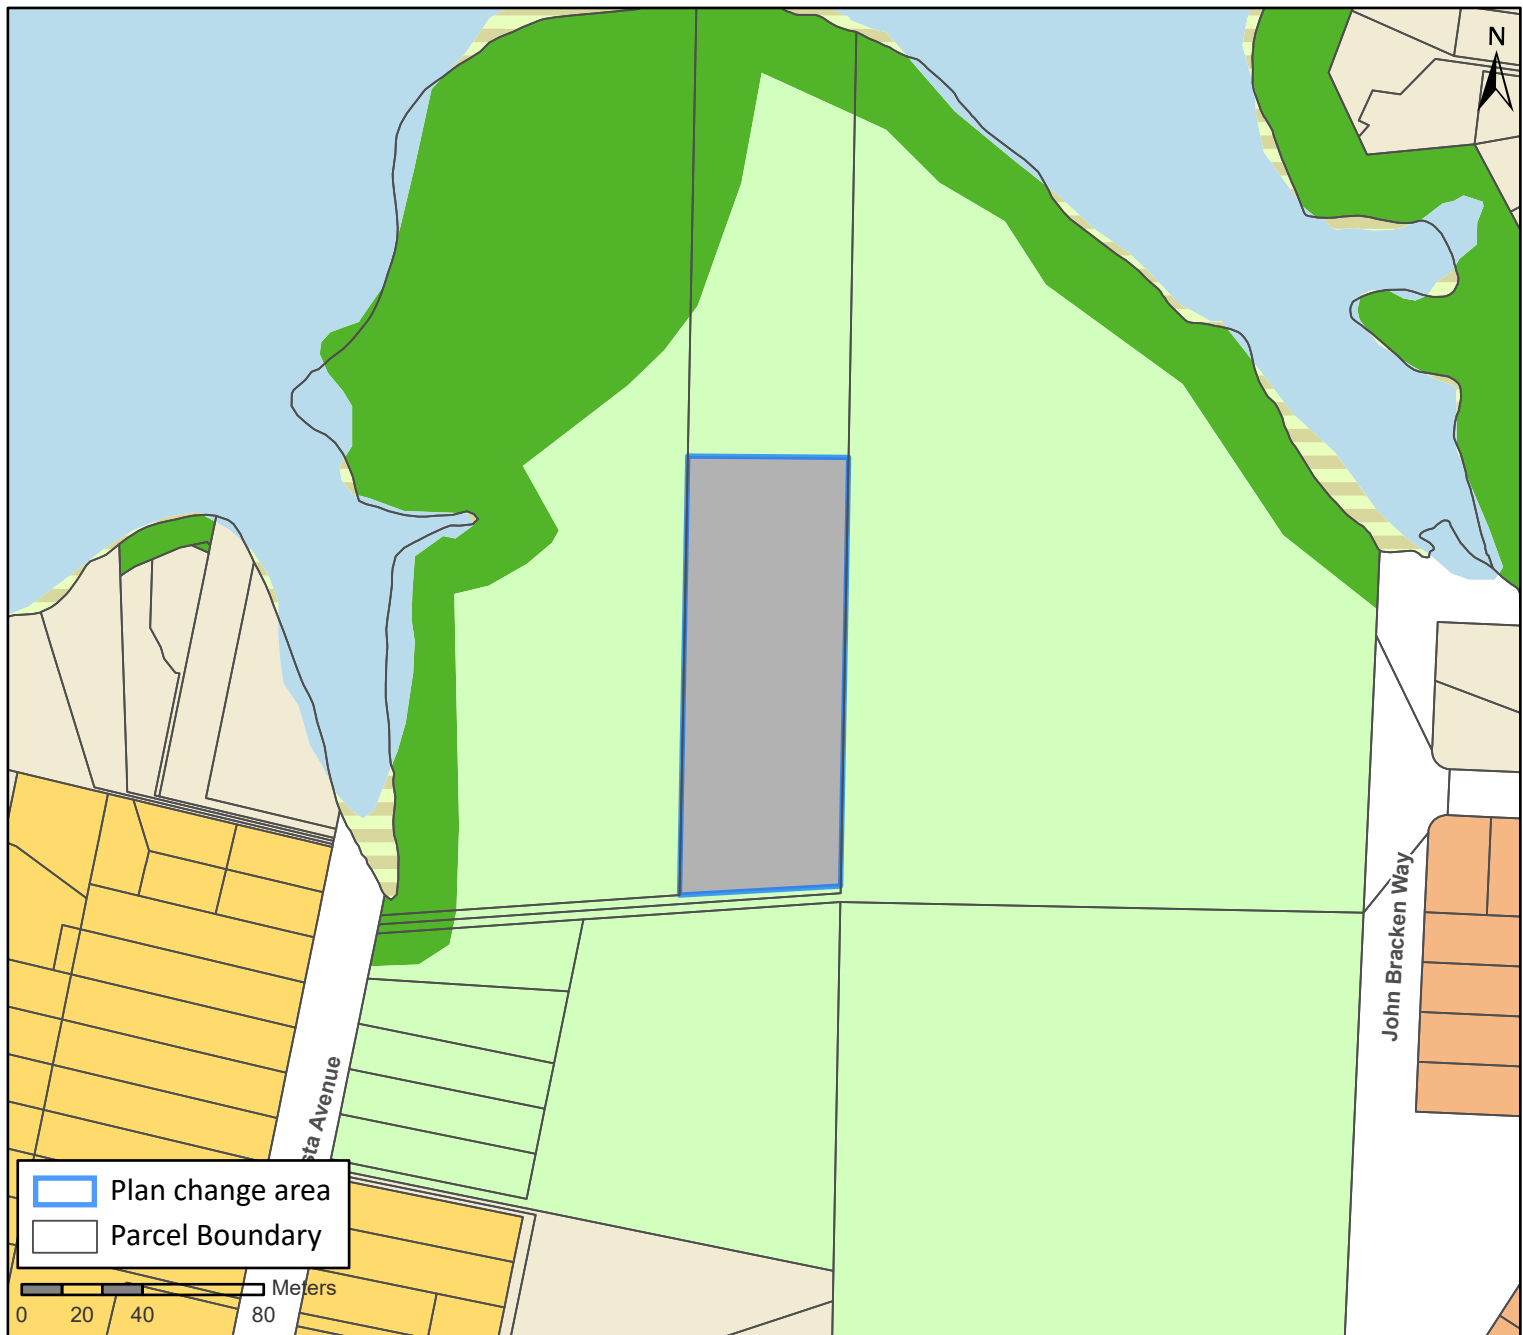 N
John Bracken Way
sta Avenue
Plan change area
Parcel Boundary
Meters
0 20 40 80